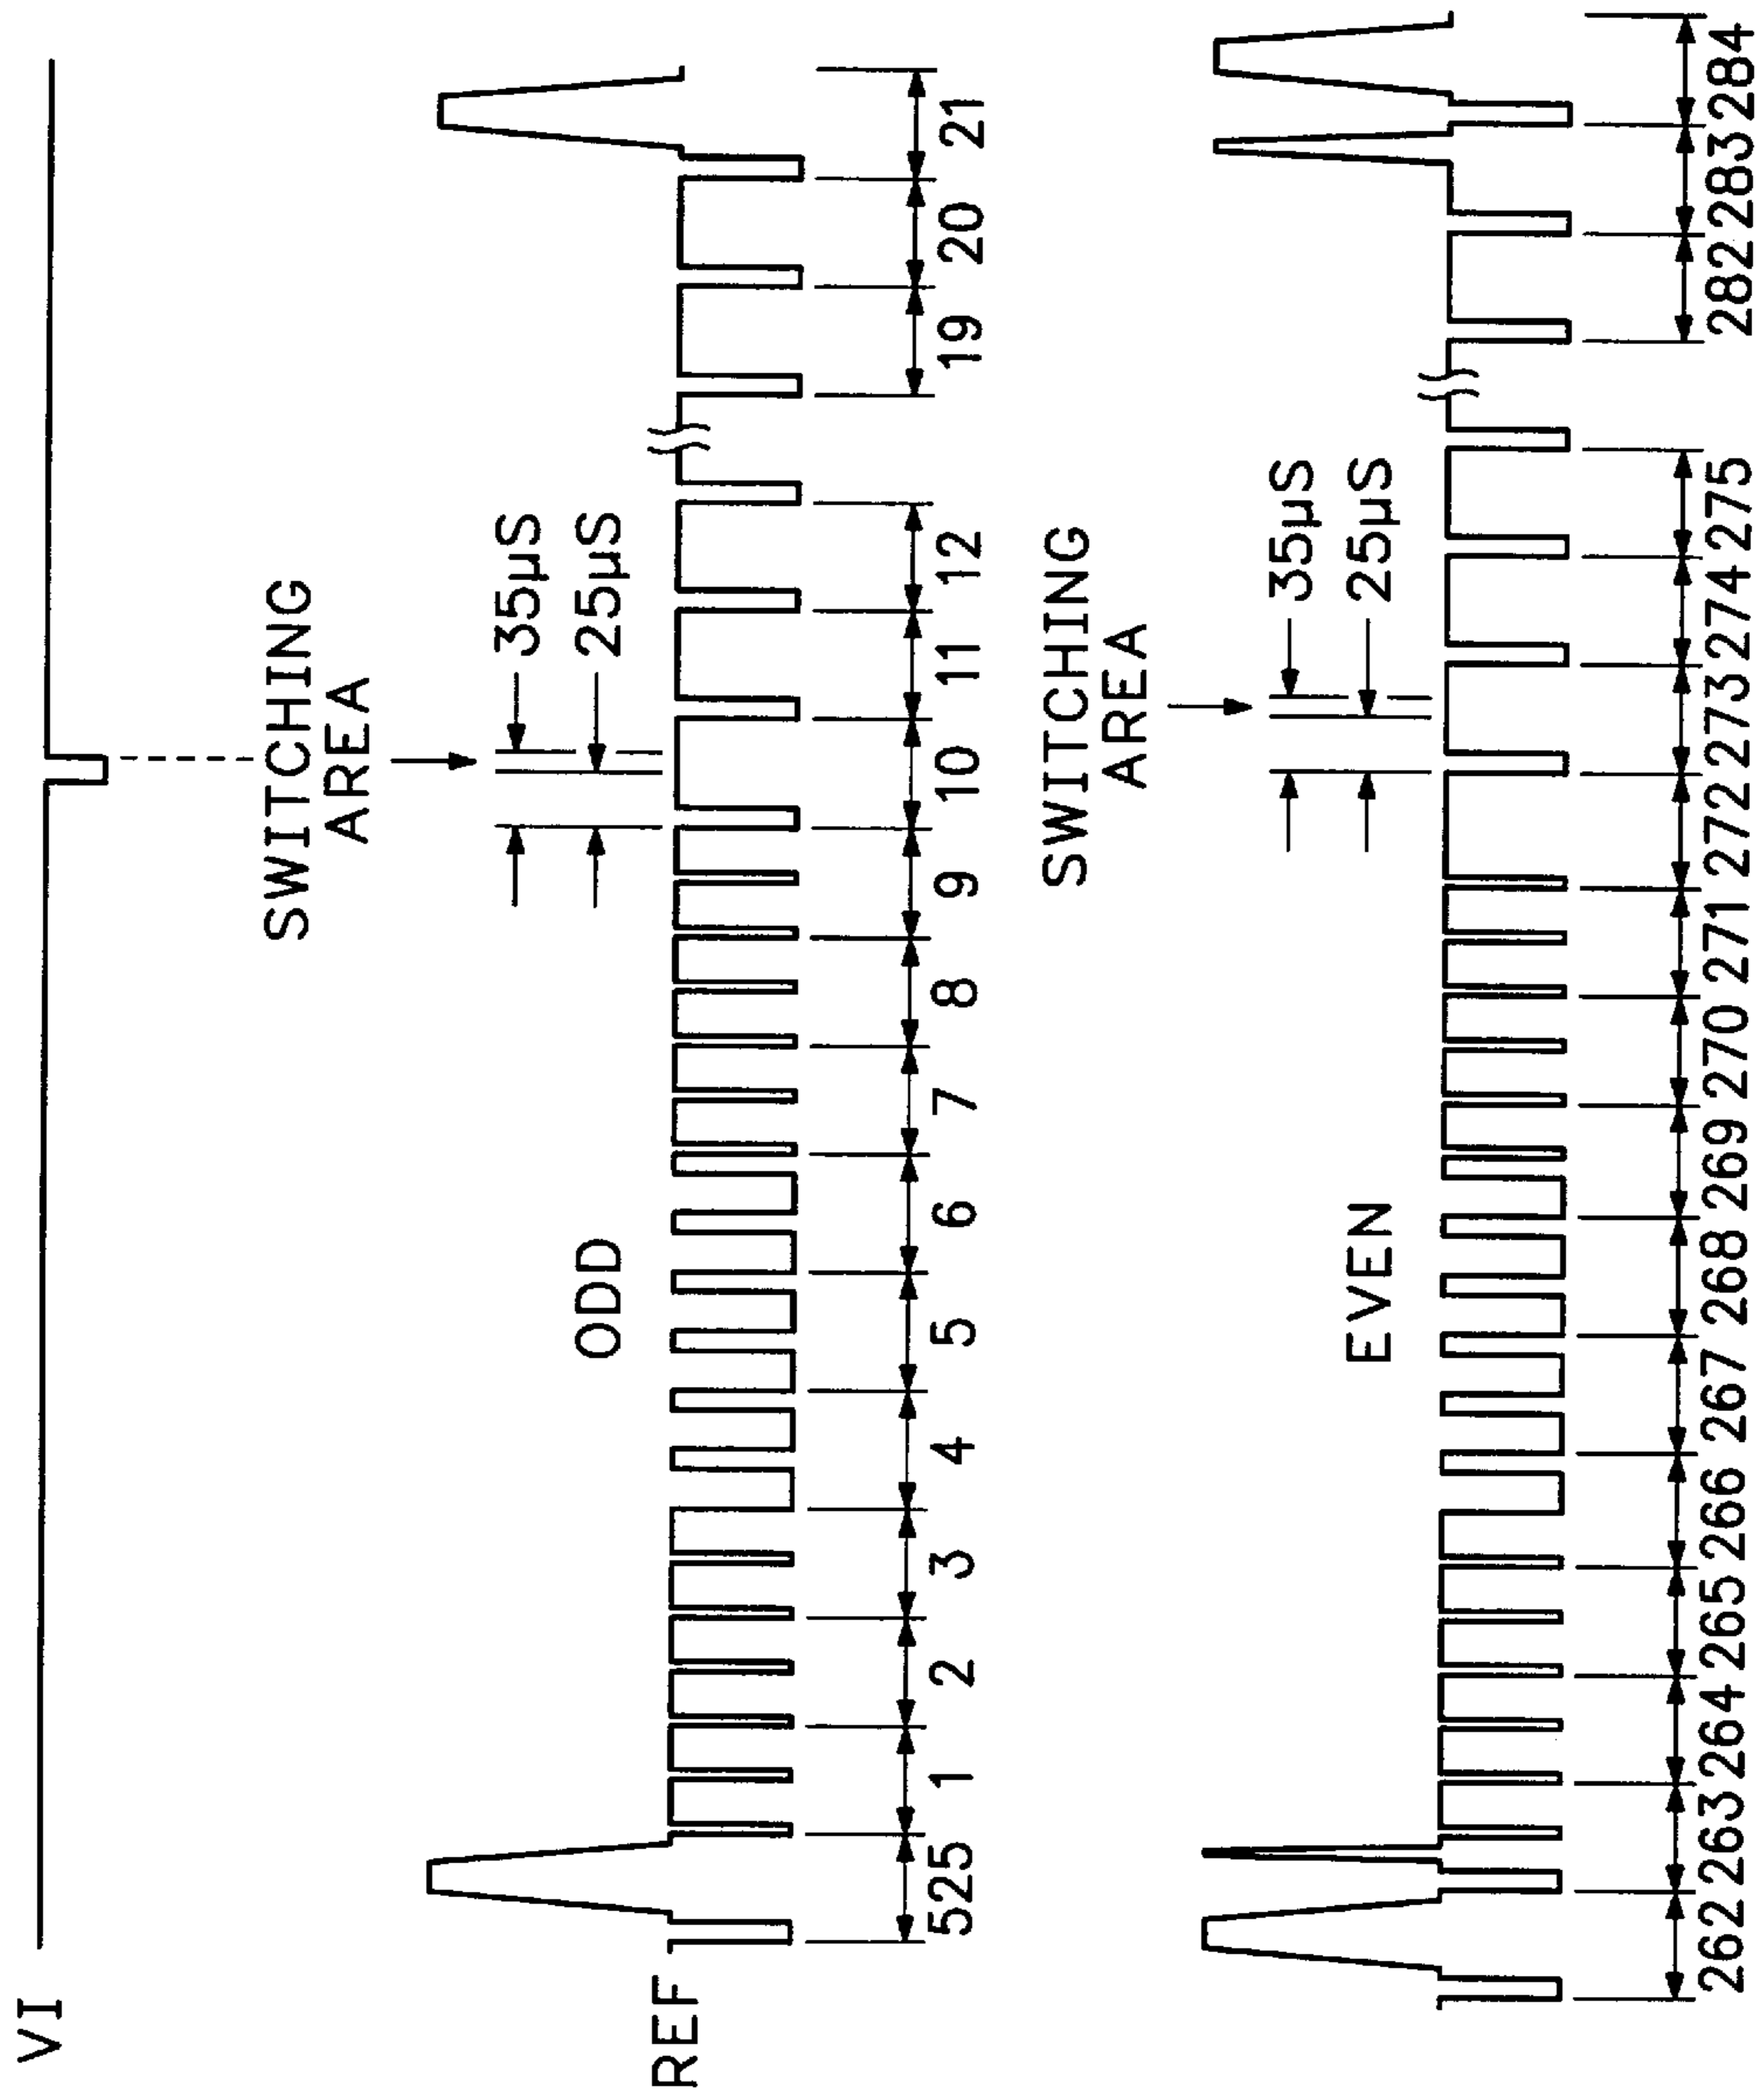 VI
SWITCHING
AREA
35µS
25µS
ODD
REF
525 1 2 3 4 5 6 7 8 9 10 11 12 19 20 21
SWITCHING
AREA
35µS
25µS
EVEN
262 263 264 265 266 267 268 269 270 271 272 273 274 275 282 283 284